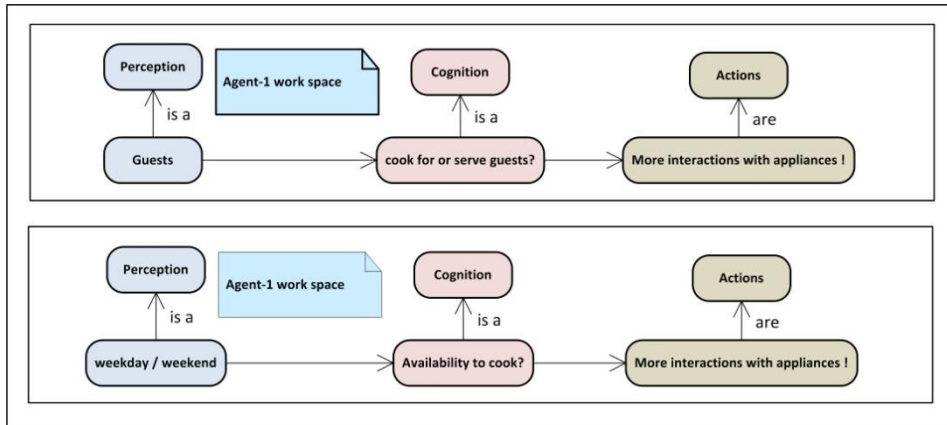 Perception
Agent-1 work space
Cognition
Actions
is a
is a
are
Guests
cook for or serve guests?
More interactions with appliances !
Perception
Agent-1 work space
Cognition
Actions
is a
is a
are
weekday / weekend
Availability to cook?
More interactions with appliances !